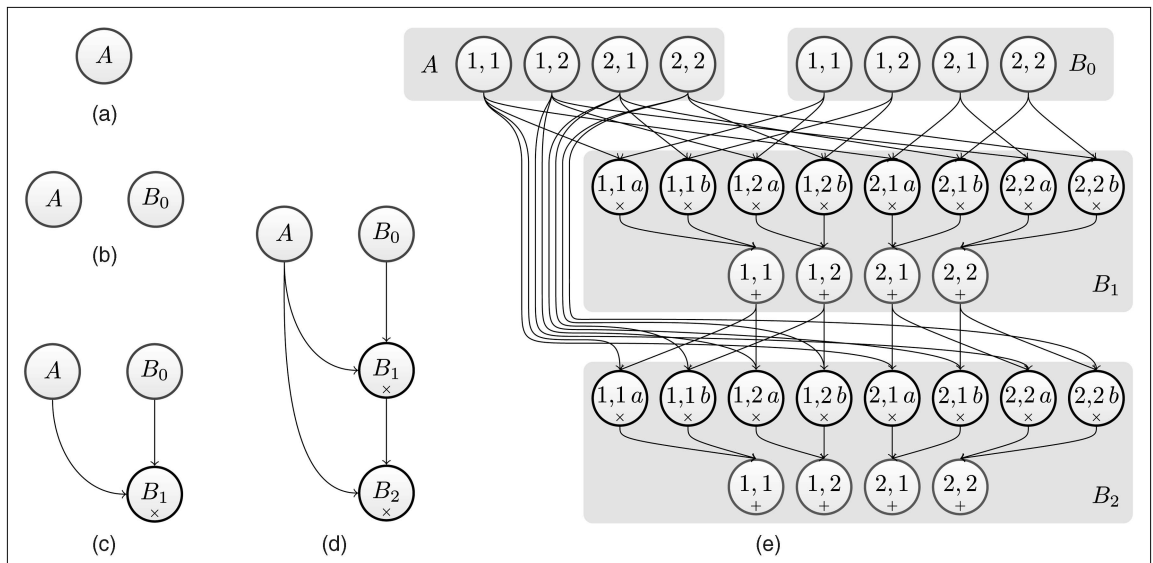 A
(a)
A B₀
(b)
A B₀
B₁
×
(c)
A B₀
B₁
×
B₂
×
(d)
A 1, 1 1, 2 2, 1 2, 2
1, 1 1, 2 2, 1 2, 2 B₀
1,1 a 1,1 b 1,2 a 1,2 b 2,1 a 2,1 b 2,2 a 2,2 b
× × × × × × × ×
1, 1 1, 2 2, 1 2, 2 B₁
+ + + +
1,1 a 1,1 b 1,2 a 1,2 b 2,1 a 2,1 b 2,2 a 2,2 b
× × × × × × × ×
1, 1 1, 2 2, 1 2, 2 B₂
+ + + +
(e)